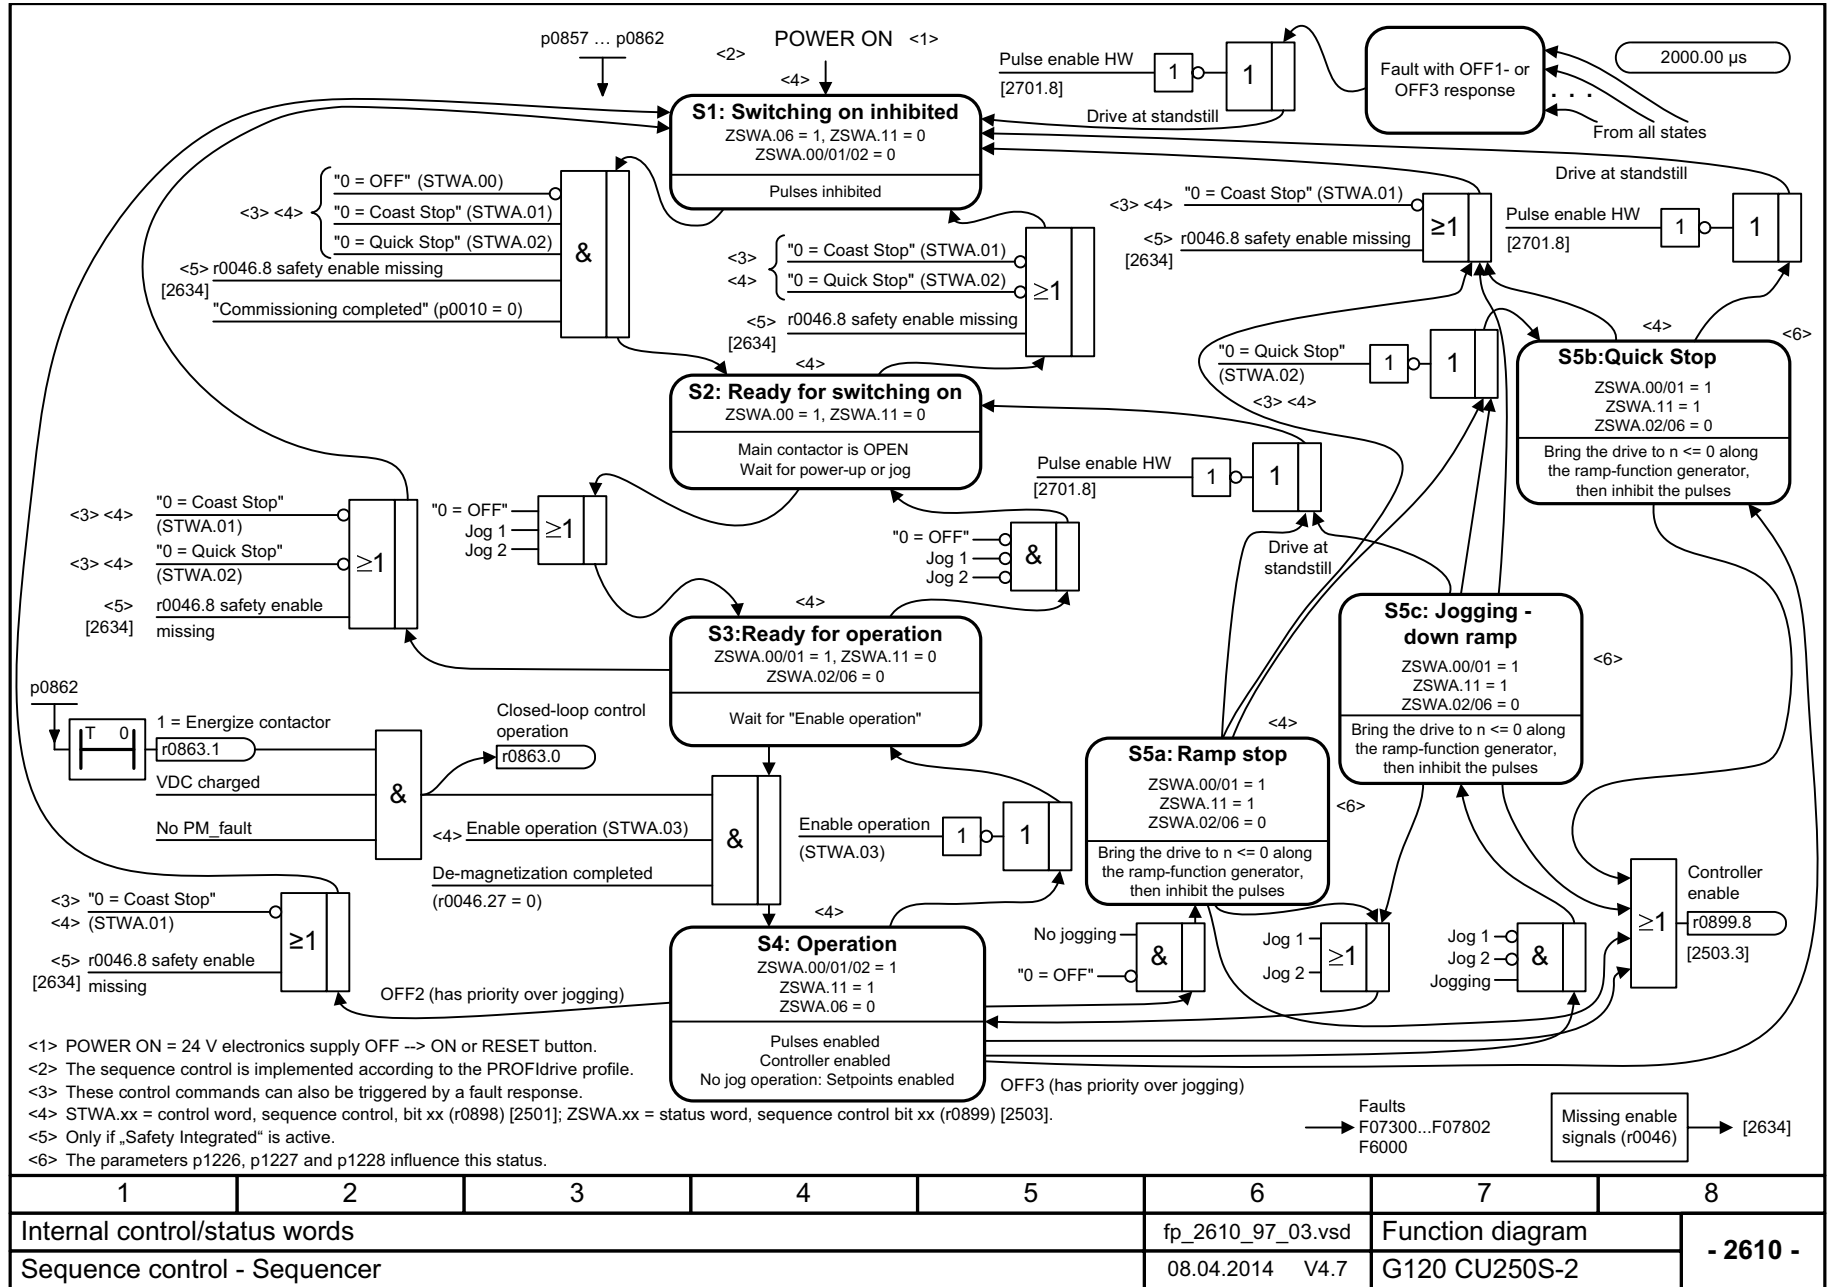 p0857 ... p0862
<2>
POWER ON <1>
<4>
S1: Switching on inhibited
ZSWA.06 = 1, ZSWA.11 = 0
ZSWA.00/01/02 = 0
Pulses inhibited
Pulse enable HW
[2701.8]
1
1
Drive at standstill
Fault with OFF1- or
OFF3 response
. . .
From all states
2000.00 µs
<3> <4>
"0 = OFF" (STWA.00)
"0 = Coast Stop" (STWA.01)
"0 = Quick Stop" (STWA.02)
<5> r0046.8 safety enable missing
[2634]
"Commissioning completed" (p0010 = 0)
&
<3>
<4>
"0 = Coast Stop" (STWA.01)
"0 = Quick Stop" (STWA.02)
<5> r0046.8 safety enable missing
[2634]
≥1
<3> <4>
"0 = Coast Stop" (STWA.01)
<5> r0046.8 safety enable missing
[2634]
≥1
Drive at standstill
Pulse enable HW
[2701.8]
1
1
<4>
S2: Ready for switching on
ZSWA.00 = 1, ZSWA.11 = 0
Main contactor is OPEN
Wait for power-up or jog
"0 = Quick Stop"
(STWA.02)
<3> <4>
1
1
<4>
<6>
S5b:Quick Stop
ZSWA.00/01 = 1
ZSWA.11 = 1
ZSWA.02/06 = 0
Bring the drive to n <= 0 along
the ramp-function generator,
then inhibit the pulses
<3> <4>
"0 = Coast Stop"
(STWA.01)
<3> <4>
"0 = Quick Stop"
(STWA.02)
<5> r0046.8 safety enable
[2634] missing
≥1
"0 = OFF"
Jog 1
Jog 2
≥1
"0 = OFF"
Jog 1
Jog 2
&
Pulse enable HW
[2701.8]
1
1
Drive at
standstill
<4>
S3:Ready for operation
ZSWA.00/01 = 1, ZSWA.11 = 0
ZSWA.02/06 = 0
Wait for "Enable operation"
S5c: Jogging -
down ramp
ZSWA.00/01 = 1
ZSWA.11 = 1
ZSWA.02/06 = 0
Bring the drive to n <= 0 along
the ramp-function generator,
then inhibit the pulses
<6>
p0862
T 0
1 = Energize contactor
r0863.1
VDC charged
No PM_fault
&
Closed-loop control
operation
r0863.0
<4> Enable operation (STWA.03)
De-magnetization completed
(r0046.27 = 0)
&
Enable operation
(STWA.03)
1
1
<4>
S5a: Ramp stop
ZSWA.00/01 = 1
ZSWA.11 = 1
ZSWA.02/06 = 0
Bring the drive to n <= 0 along
the ramp-function generator,
then inhibit the pulses
<6>
<3> "0 = Coast Stop"
<4> (STWA.01)
<5> r0046.8 safety enable
[2634] missing
≥1
OFF2 (has priority over jogging)
<4>
S4: Operation
ZSWA.00/01/02 = 1
ZSWA.11 = 1
ZSWA.06 = 0
Pulses enabled
Controller enabled
No jog operation: Setpoints enabled
No jogging
"0 = OFF"
&
Jog 1
Jog 2
≥1
Jog 1
Jog 2
Jogging
&
≥1
Controller
enable
r0899.8
[2503.3]
OFF3 (has priority over jogging)
<1> POWER ON = 24 V electronics supply OFF --> ON or RESET button.
<2> The sequence control is implemented according to the PROFIdrive profile.
<3> These control commands can also be triggered by a fault response.
<4> STWA.xx = control word, sequence control, bit xx (r0898) [2501]; ZSWA.xx = status word, sequence control bit xx (r0899) [2503].
<5> Only if „Safety Integrated“ is active.
<6> The parameters p1226, p1227 and p1228 influence this status.
Faults
F07300...F07802
F6000
Missing enable
signals (r0046)
[2634]
1 2 3 4 5 6 7 8
Internal control/status words
fp_2610_97_03.vsd
Function diagram
- 2610 -
Sequence control - Sequencer
08.04.2014 V4.7
G120 CU250S-2